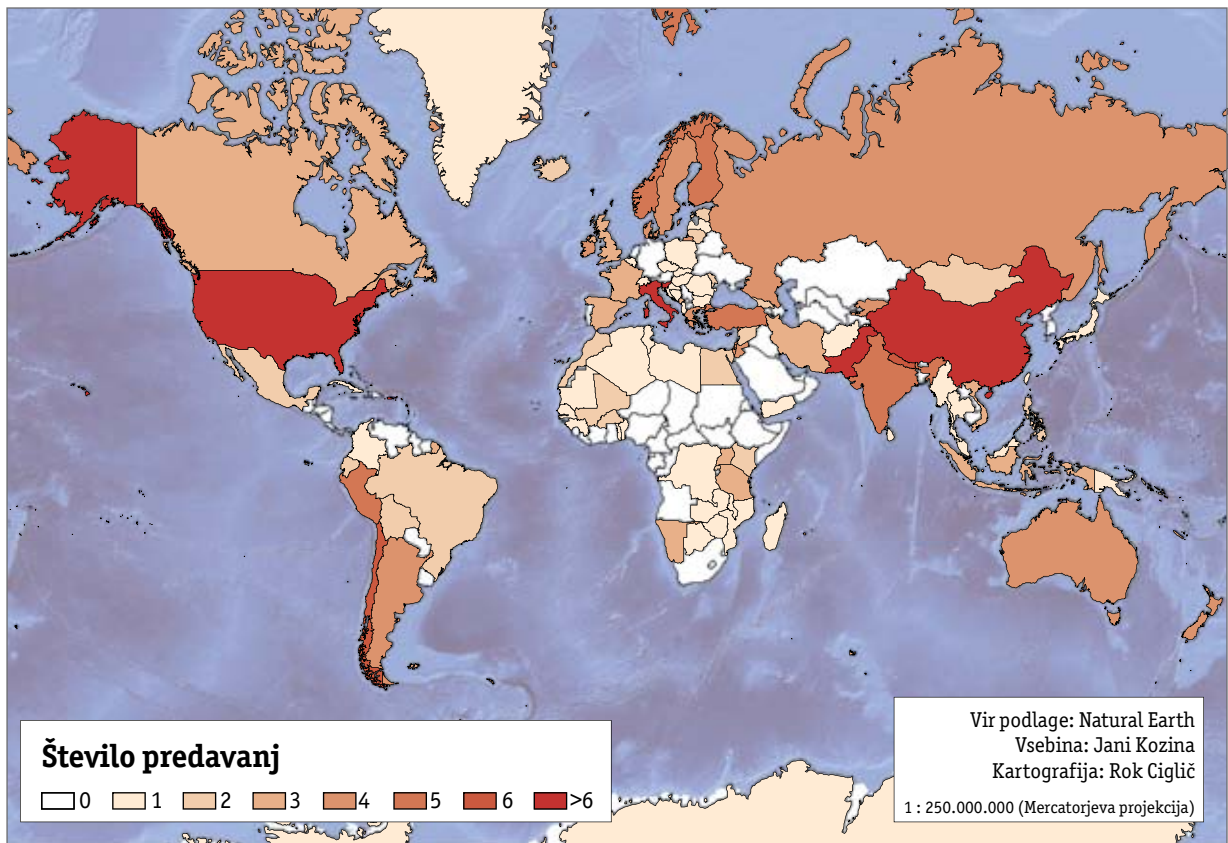 Število predavanj
0 1 2 3 4 5 6 >6
Vir podlage: Natural Earth
Vsebina: Jani Kozina
Kartografija: Rok Ciglič
1 : 250.000.000 (Mercatorjeva projekcija)